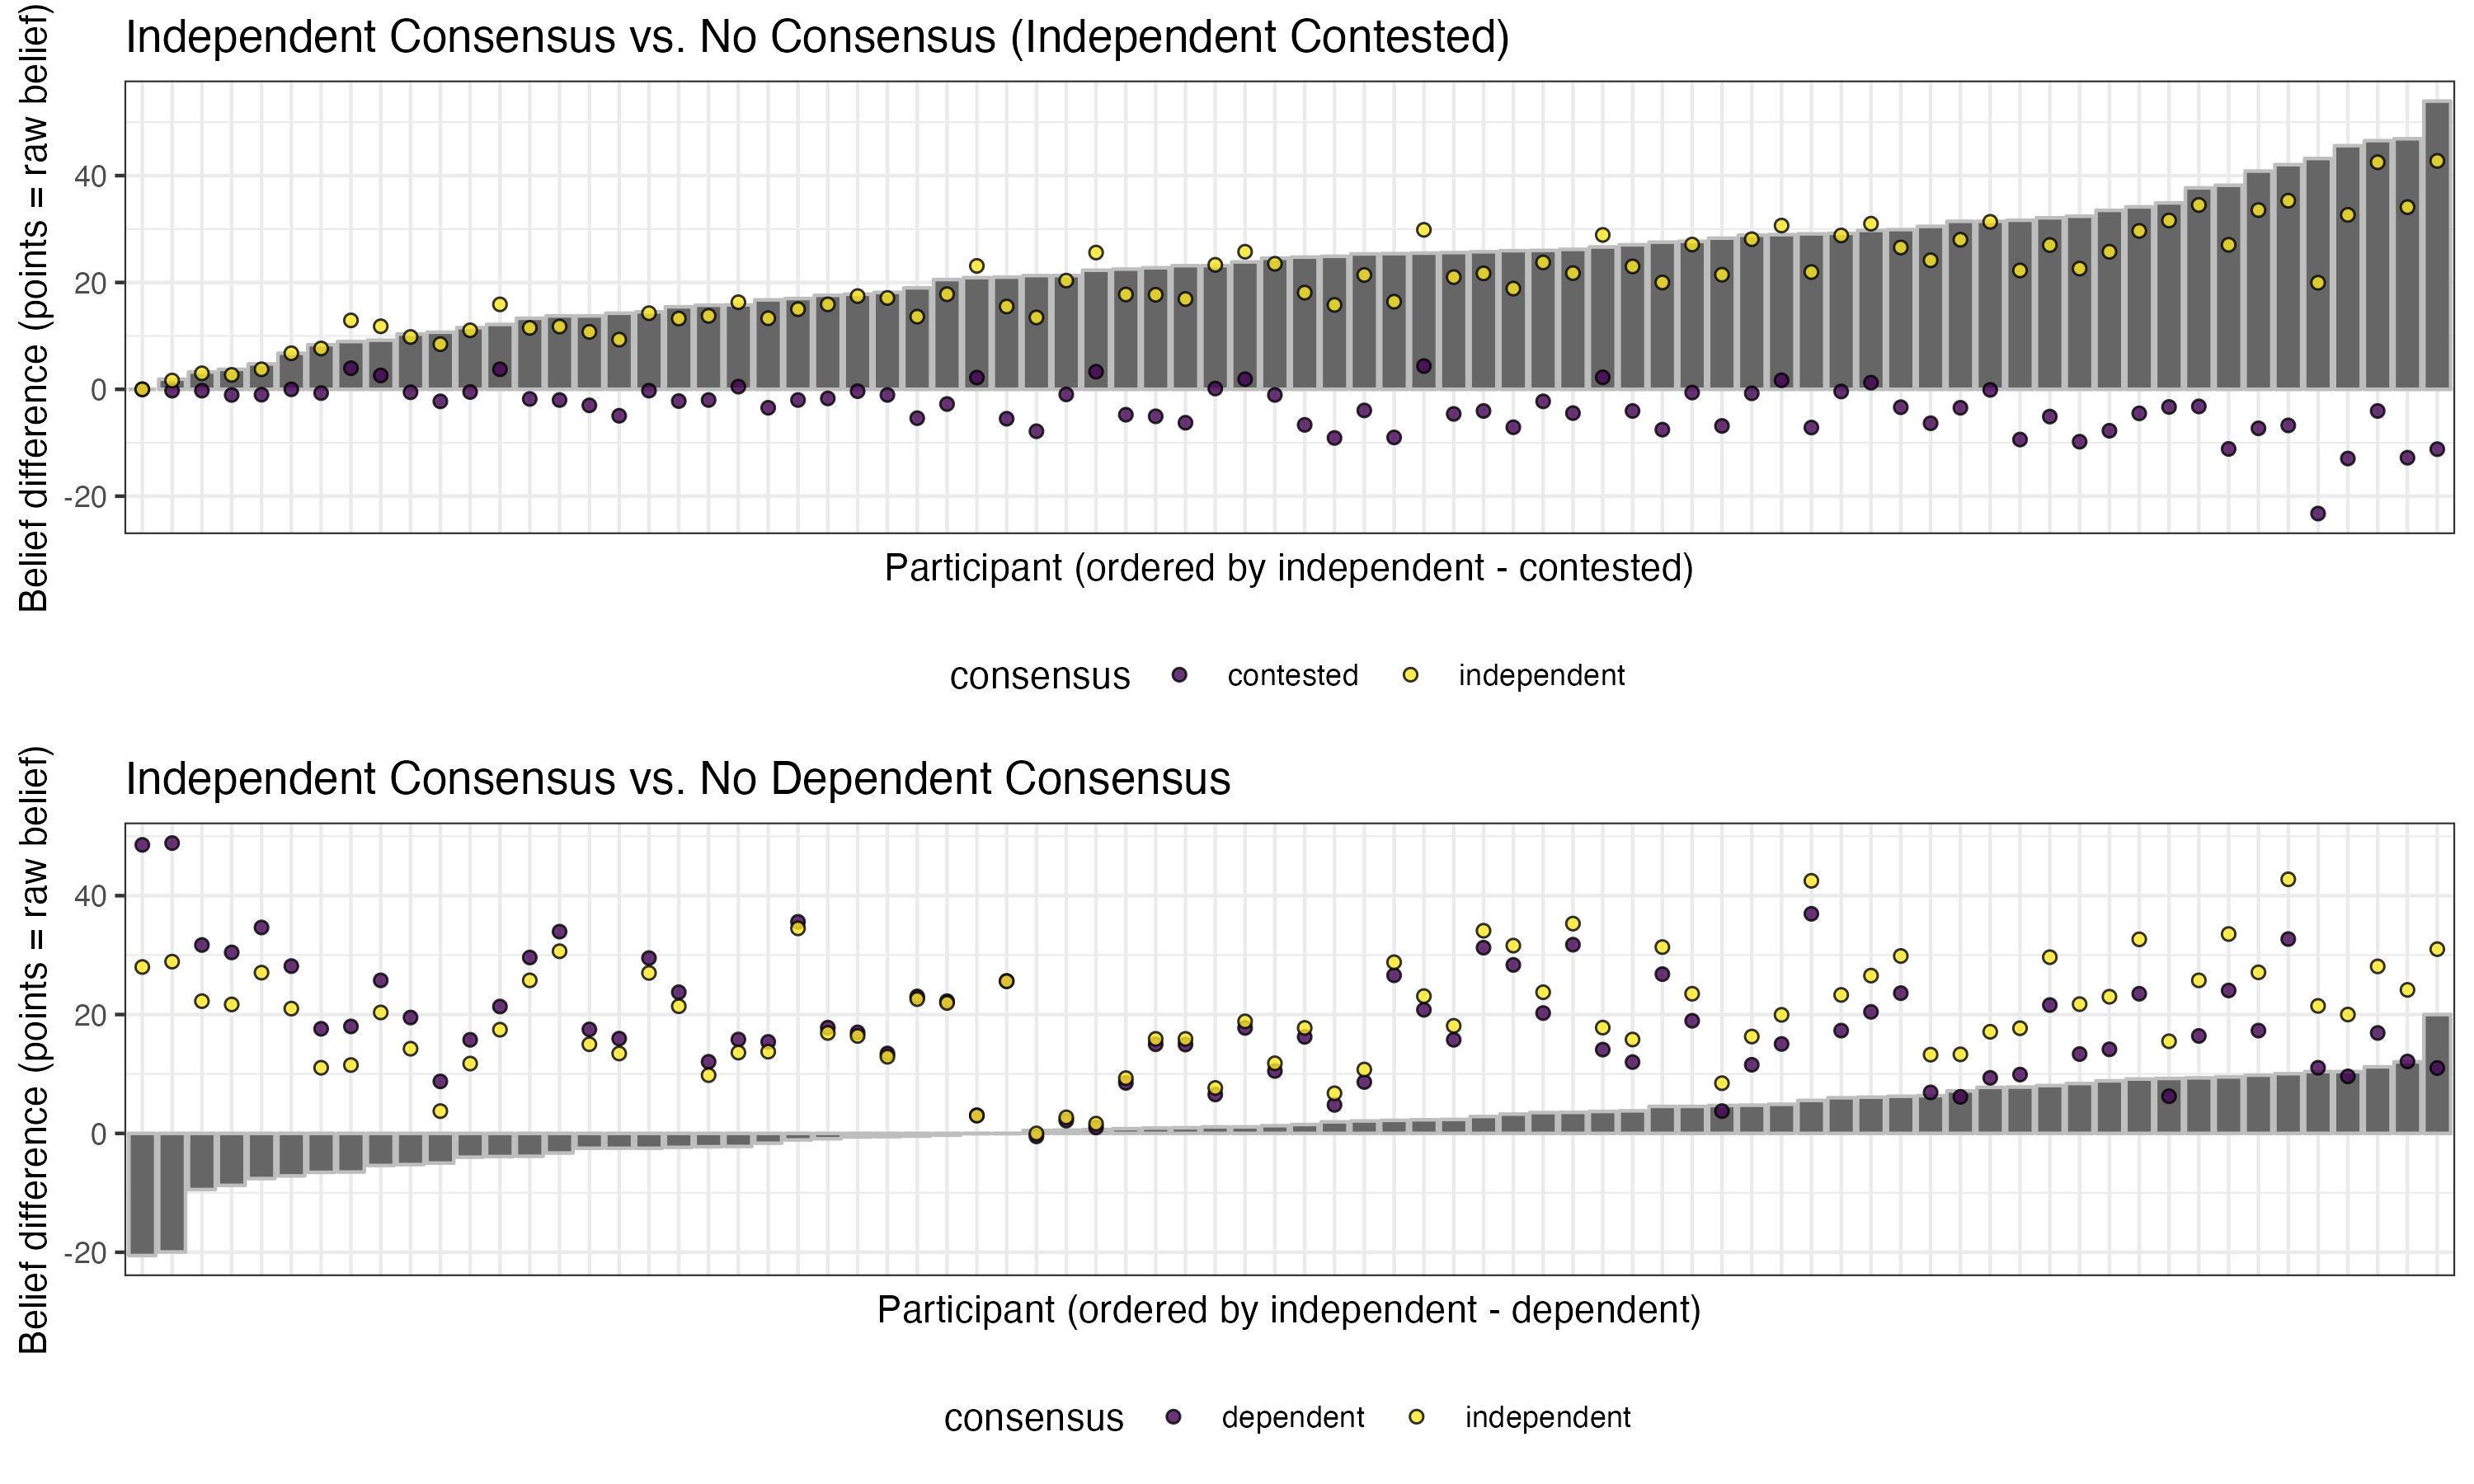 Independent Consensus vs. No Consensus (Independent Contested)
Belief difference (points = raw belief)
40
20
0
-20
Participant (ordered by independent - contested)
consensus contested independent
Independent Consensus vs. No Dependent Consensus
Belief difference (points = raw belief)
40
20
0
-20
Participant (ordered by independent - dependent)
consensus dependent independent